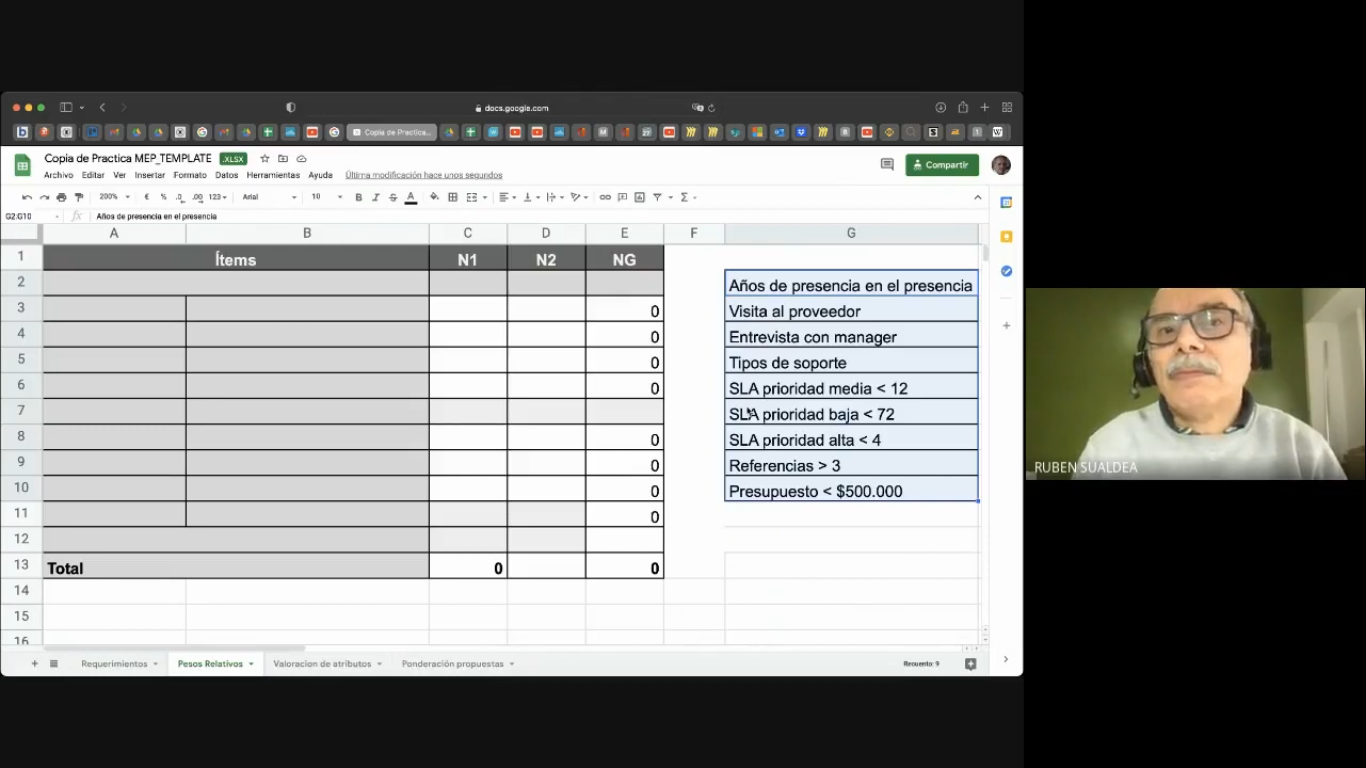 docs.google.com
Copia de Practica...
Copia de Practica MEP_TEMPLATE .XLSX
Compartir
Archivo Editar Ver Insertar Formato Datos Herramientas Ayuda Última modificación hace unos segundos
200% € % .0 .00 123 Arial 10 B I S A Σ
G2:G10 fx Años de presencia en el presencia
A B C D E F G
1 Ítems N1 N2 NG
2 Años de presencia en el presencia
3 0 Visita al proveedor
4 0 Entrevista con manager
5 0 Tipos de soporte
6 0 SLA prioridad media < 12
7 SLA prioridad baja < 72
8 0 SLA prioridad alta < 4
9 0 Referencias > 3
10 0 Presupuesto < $500.000
11 0
12
13 Total 0 0
14
15
16
Requerimientos Pesos Relativos Valoracion de atributos Ponderación propuestas Recuento: 9
RUBEN SUALDEA